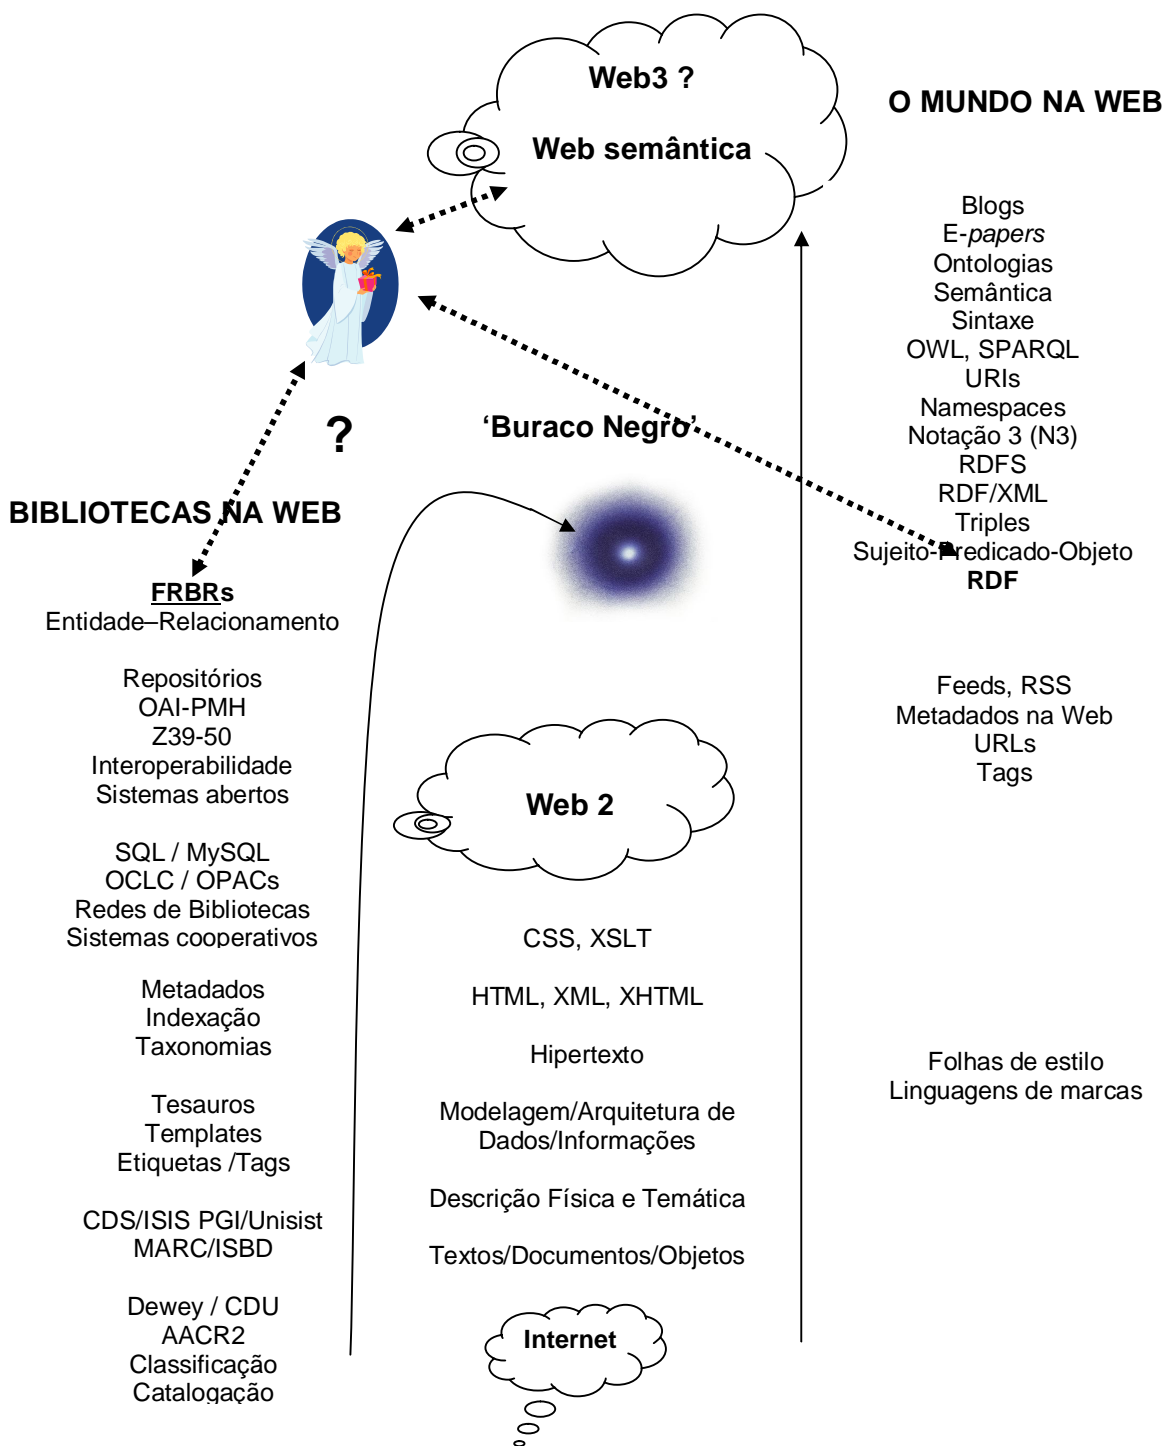 Web3 ?
Web semântica
O MUNDO NA WEB
Blogs
E-papers
Ontologias
Semântica
Sintaxe
OWL, SPARQL
URIs
Namespaces
Notação 3 (N3)
RDFS
RDF/XML
Triples
Sujeito-Predicado-Objeto
RDF
Feeds, RSS
Metadados na Web
URLs
Tags
Folhas de estilo
Linguagens de marcas
?
‘Buraco Negro’
BIBLIOTECAS NA WEB
FRBRs
Entidade–Relacionamento
Repositórios
OAI-PMH
Z39-50
Interoperabilidade
Sistemas abertos
SQL / MySQL
OCLC / OPACs
Redes de Bibliotecas
Sistemas cooperativos
Metadados
Indexação
Taxonomias
Tesauros
Templates
Etiquetas /Tags
CDS/ISIS PGI/Unisist
MARC/ISBD
Dewey / CDU
AACR2
Classificação
Catalogação
Web 2
CSS, XSLT
HTML, XML, XHTML
Hipertexto
Modelagem/Arquitetura de
Dados/Informações
Descrição Física e Temática
Textos/Documentos/Objetos
Internet